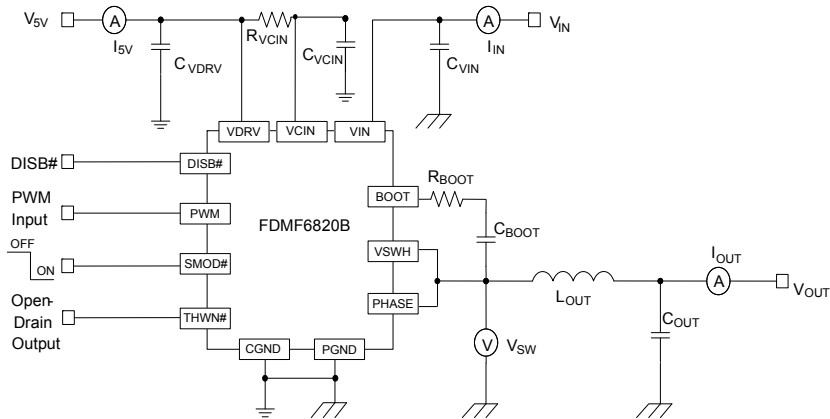 V5V
A
I5V
CVDRV
RVCIN
CVCIN
CVIN
A
IIN
VIN
VDRV
VCIN
VIN
DISB#
DISB#
PWM
Input
PWM
OFF
ON
SMOD#
Open-
Drain
Output
THWN#
FDMF6820B
BOOT
RBOOT
CBOOT
VSWH
PHASE
CGND
PGND
V
VSW
LOUT
COUT
IOUT
A
VOUT